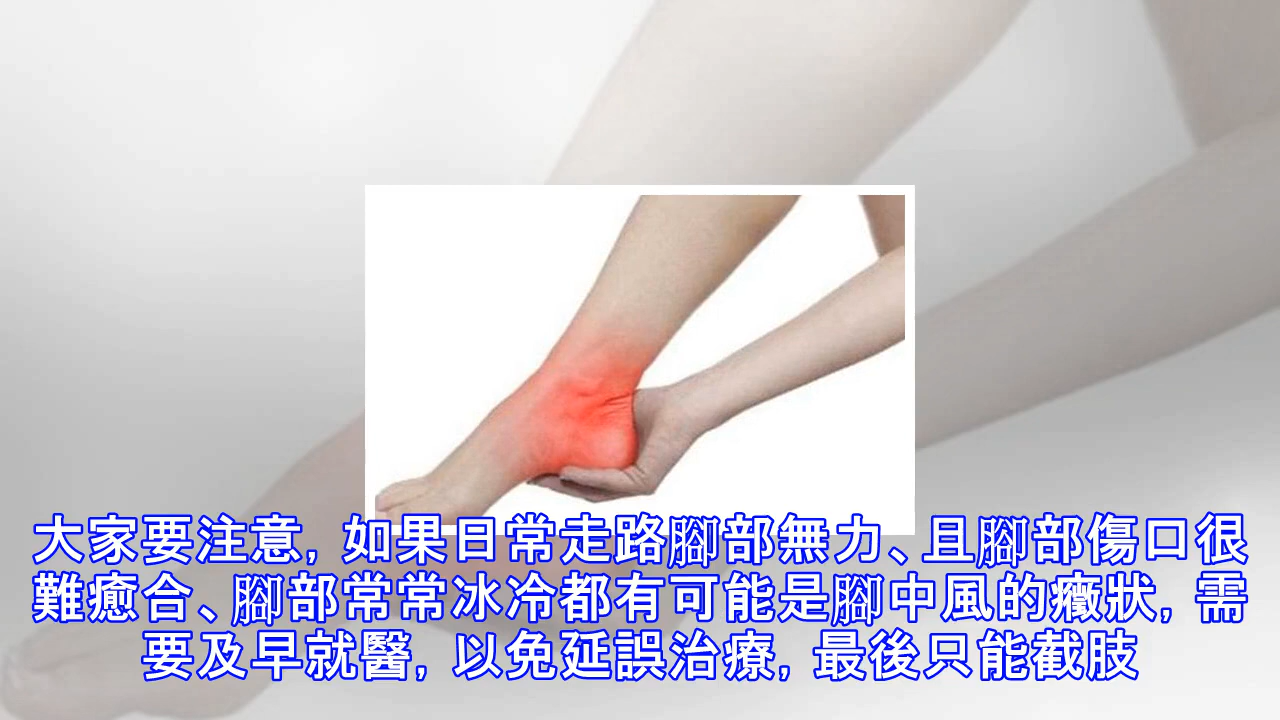 大家要注意, 如果日常走路腳部無力、且腳部傷口很
難癒合、腳部常常冰冷都有可能是腳中風的癥狀, 需
要及早就醫, 以免延誤治療, 最後只能截肢